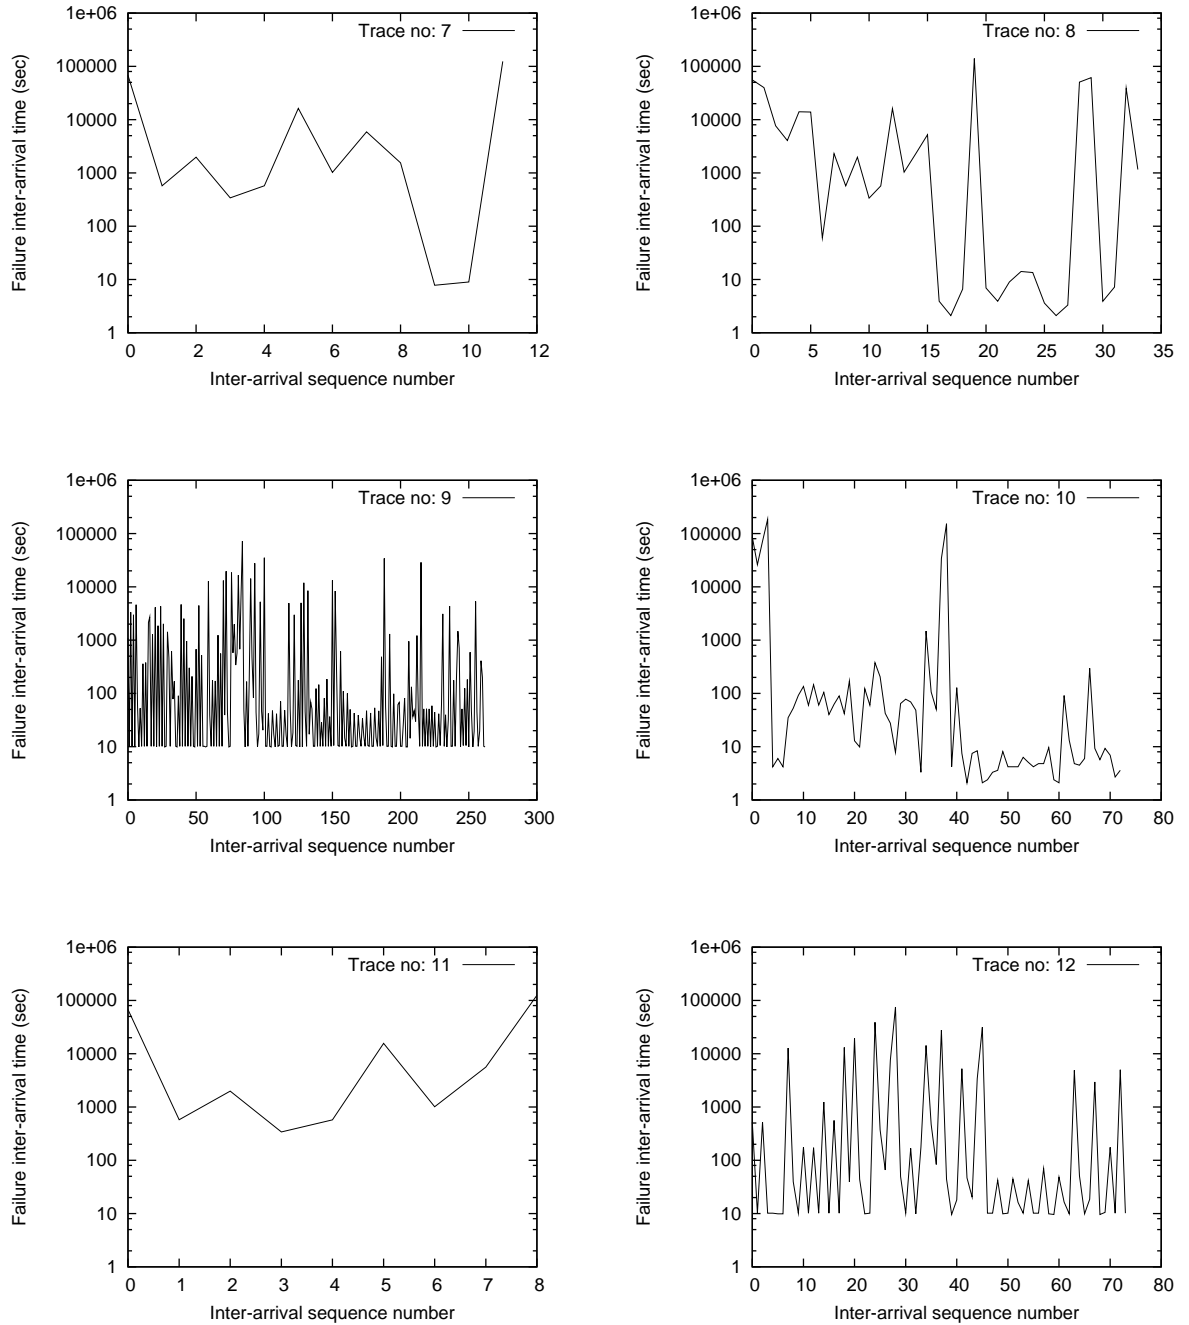 Trace no: 7
Failure inter-arrival time (sec)
1e+06
100000
10000
1000
100
10
1
0 2 4 6 8 10 12
Inter-arrival sequence number
Trace no: 8
Failure inter-arrival time (sec)
1e+06
100000
10000
1000
100
10
1
0 5 10 15 20 25 30 35
Inter-arrival sequence number
Trace no: 9
Failure inter-arrival time (sec)
1e+06
100000
10000
1000
100
10
1
0 50 100 150 200 250 300
Inter-arrival sequence number
Trace no: 10
Failure inter-arrival time (sec)
1e+06
100000
10000
1000
100
10
1
0 10 20 30 40 50 60 70 80
Inter-arrival sequence number
Trace no: 11
Failure inter-arrival time (sec)
1e+06
100000
10000
1000
100
10
1
0 1 2 3 4 5 6 7 8
Inter-arrival sequence number
Trace no: 12
Failure inter-arrival time (sec)
1e+06
100000
10000
1000
100
10
1
0 10 20 30 40 50 60 70 80
Inter-arrival sequence number